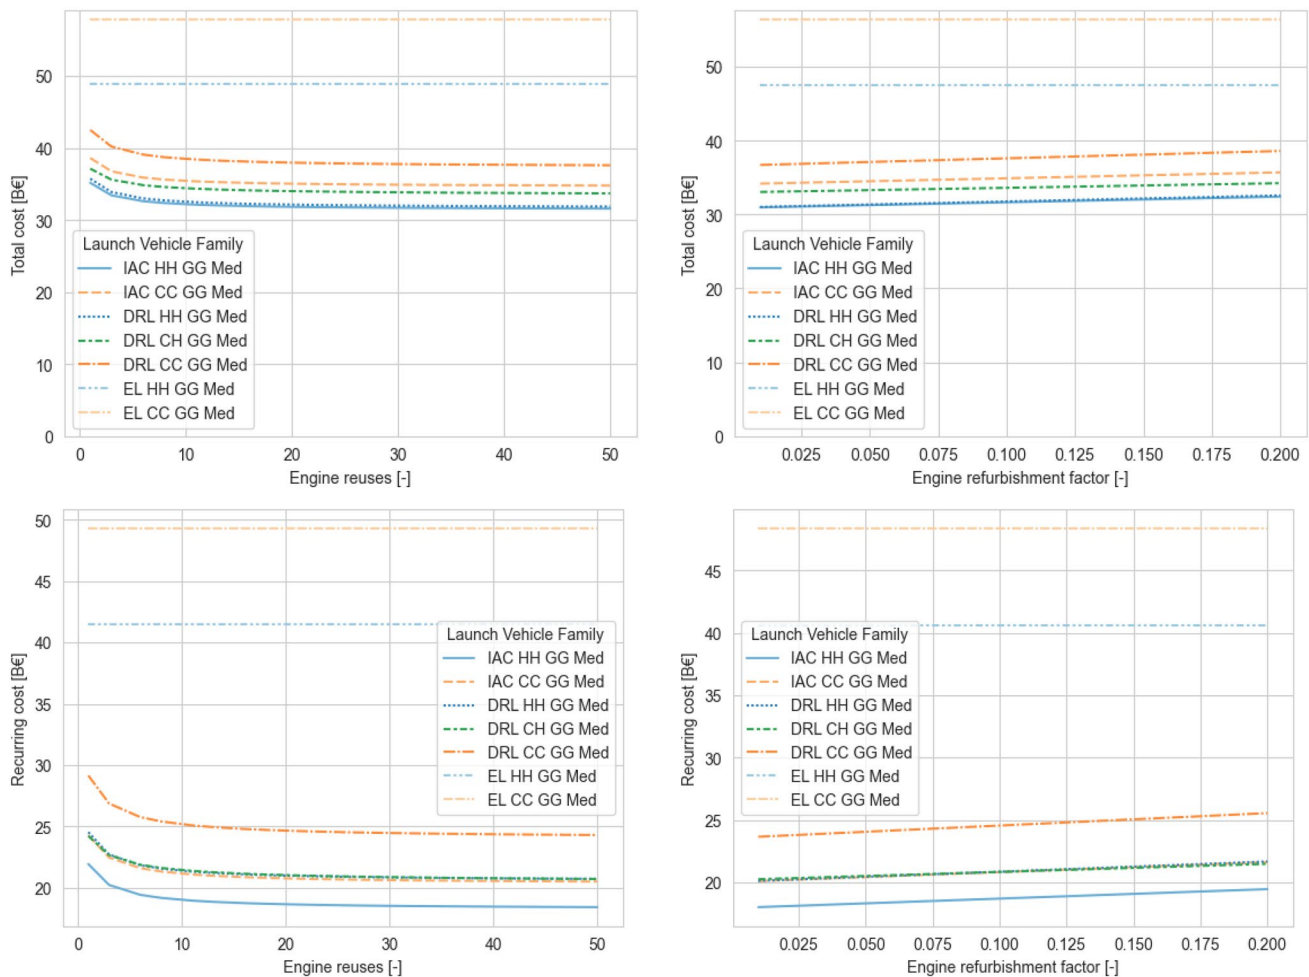 Total cost [B€]
50
40
30
20
10
0
Launch Vehicle Family
IAC HH GG Med
IAC CC GG Med
DRL HH GG Med
DRL CH GG Med
DRL CC GG Med
EL HH GG Med
EL CC GG Med
0 10 20 30 40 50
Engine reuses [-]
Total cost [B€]
50
40
30
20
10
0
Launch Vehicle Family
IAC HH GG Med
IAC CC GG Med
DRL HH GG Med
DRL CH GG Med
DRL CC GG Med
EL HH GG Med
EL CC GG Med
0.025 0.050 0.075 0.100 0.125 0.150 0.175 0.200
Engine refurbishment factor [-]
Recurring cost [B€]
50
45
40
35
30
25
20
Launch Vehicle Family
IAC HH GG Med
IAC CC GG Med
DRL HH GG Med
DRL CH GG Med
DRL CC GG Med
EL HH GG Med
EL CC GG Med
0 10 20 30 40 50
Engine reuses [-]
Recurring cost [B€]
45
40
35
30
25
20
Launch Vehicle Family
IAC HH GG Med
IAC CC GG Med
DRL HH GG Med
DRL CH GG Med
DRL CC GG Med
EL HH GG Med
EL CC GG Med
0.025 0.050 0.075 0.100 0.125 0.150 0.175 0.200
Engine refurbishment factor [-]